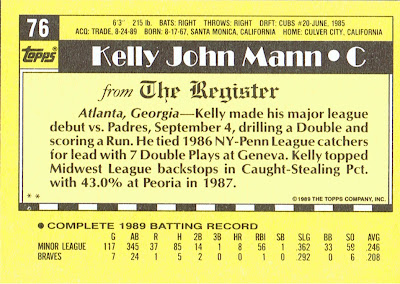 76
6'3" 215 lb. BATS: RIGHT THROWS: RIGHT DRFT: CUBS #20-JUNE, 1985
ACQ: TRADE, 8-24-89 BORN: 8-17-67, SANTA MONICA, CALIFORNIA HOME: CULVER CITY, CALIFORNIA
Topps Kelly John Mann • C
from The Register
Atlanta, Georgia—Kelly made his major league
debut vs. Padres, September 4, drilling a Double and
scoring a Run. He tied 1986 NY-Penn League catchers
for lead with 7 Double Plays at Geneva. Kelly topped
Midwest League backstops in Caught-Stealing Pct.
with 43.0% at Peoria in 1987.
** ©1989 THE TOPPS COMPANY, INC.
• COMPLETE 1989 BATTING RECORD
G AB R H 2B 3B HR RBI SB SLG BB SO AVG
MINOR LEAGUE 117 345 37 85 14 1 8 56 1 .362 33 59 .246
BRAVES 7 24 1 5 2 0 0 1 0 .292 0 6 .208